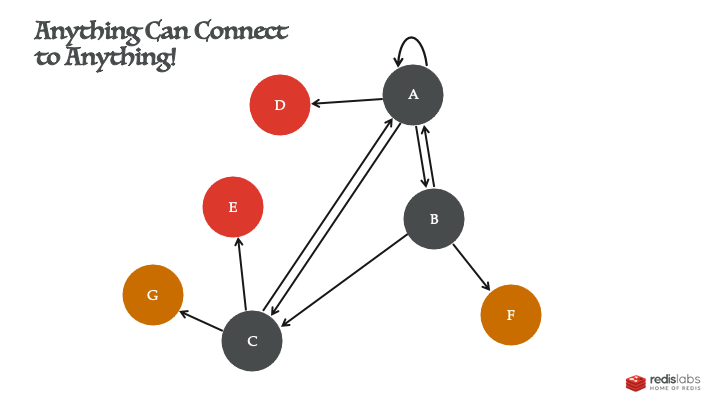 Anything Can Connect
to Anything!
A
D
E
B
G
F
C
redislabs
HOME OF REDIS